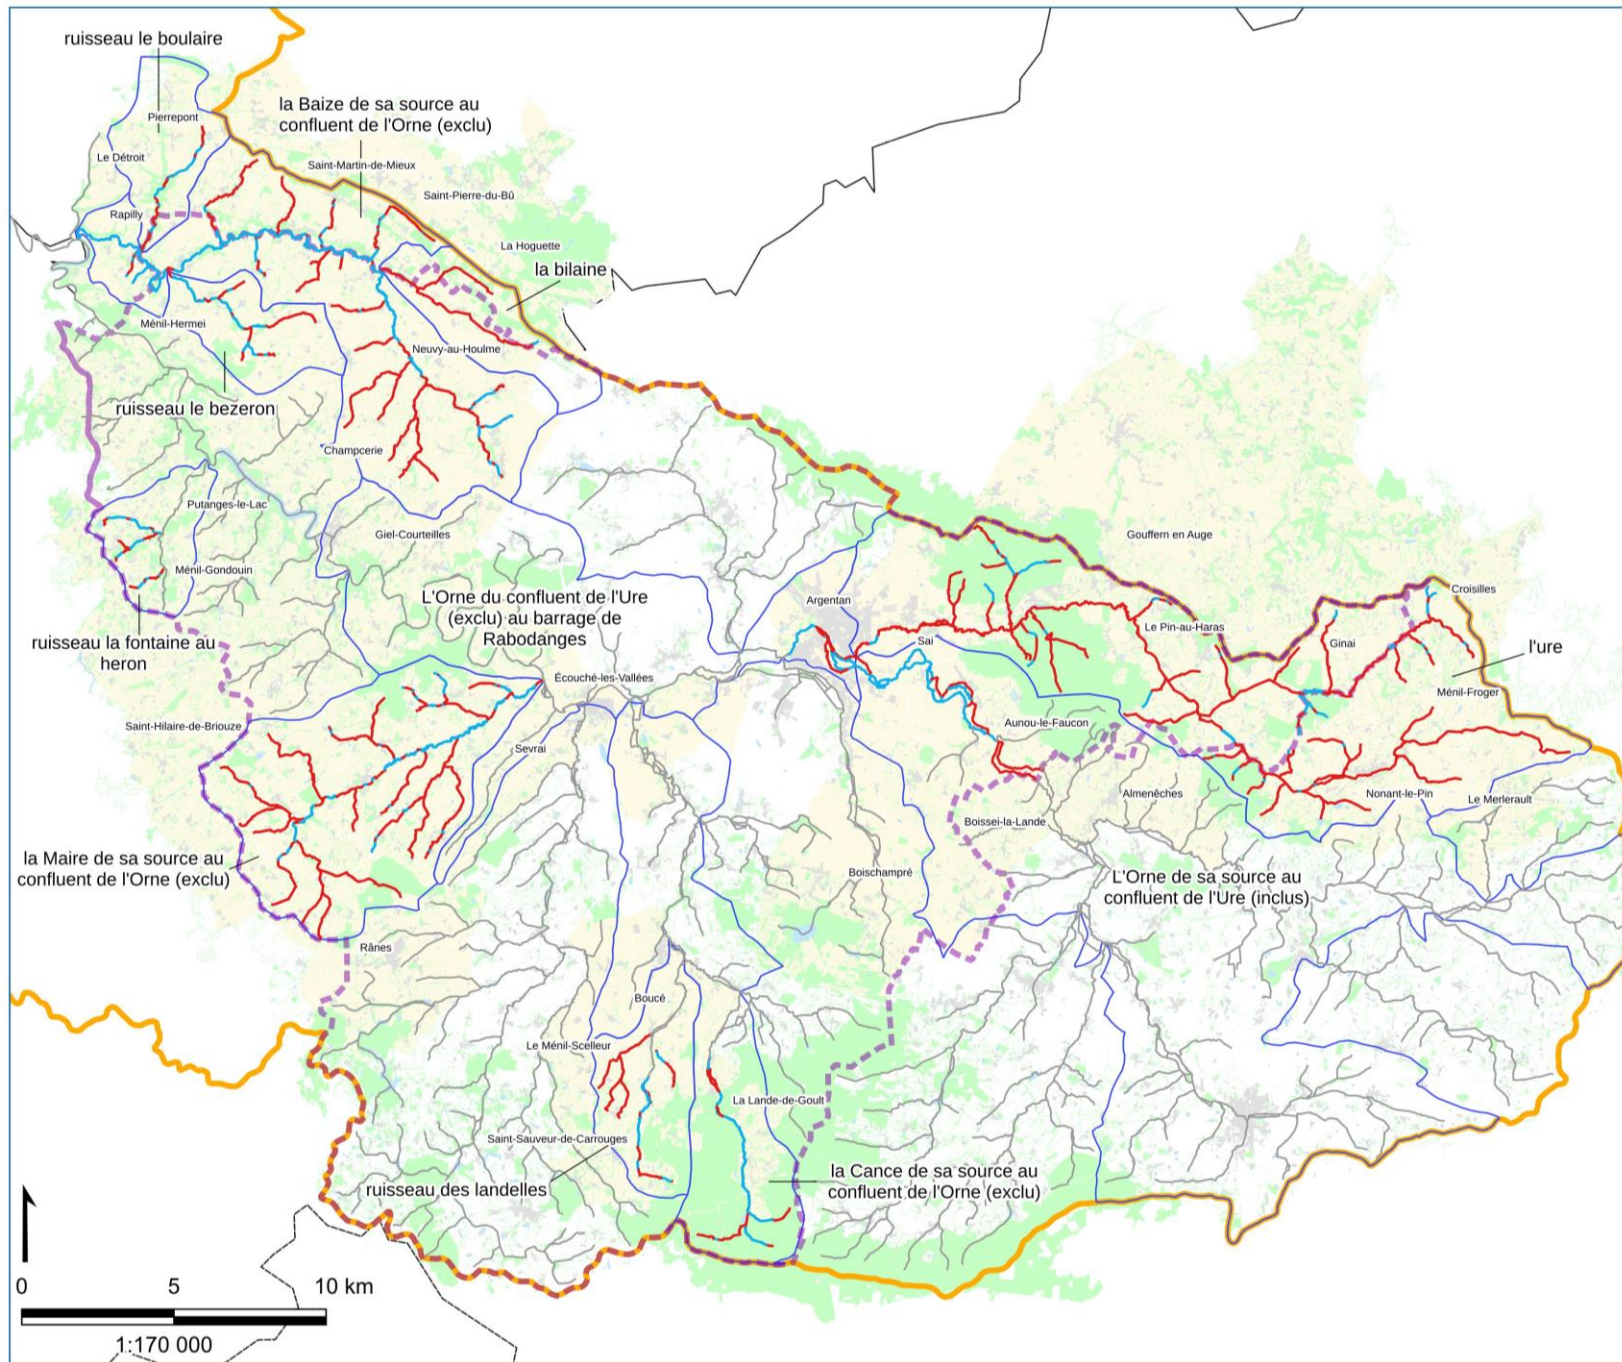 ruisseau le boulaire
la Baize de sa source au
confluent de l'Orne (exclu)
Pierrepont
Le Détroit
Saint-Martin-de-Mieux
Saint-Pierre-du-Bû
Rapilly
La Hoguette
la bilaine
Ménil-Hermei
Neuvy-au-Houlme
ruisseau le bezeron
Champcerie
Putanges-le-Lac
Giel-Courteilles
Gouffern en Auge
Ménil-Gondouin
L'Orne du confluent de l'Ure
(exclu) au barrage de
Rabodanges
Argentan
Croisilles
ruisseau la fontaine au
heron
Le Pin-au-Haras
Sai
Ginai
l'ure
Écouché-les-Vallées
Ménil-Froger
Saint-Hilaire-de-Briouze
Aunou-le-Faucon
Sevrai
Almenêches
Nonant-le-Pin
Le Merlerault
Boissei-la-Lande
la Maire de sa source au
confluent de l'Orne (exclu)
Boischampré
L'Orne de sa source au
confluent de l'Ure (inclus)
Rânes
Boucé
Le Ménil-Scelleur
La Lande-de-Goult
Saint-Sauveur-de-Carrouges
ruisseau des landelles
la Cance de sa source au
confluent de l'Orne (exclu)
0 5 10 km
1:170 000